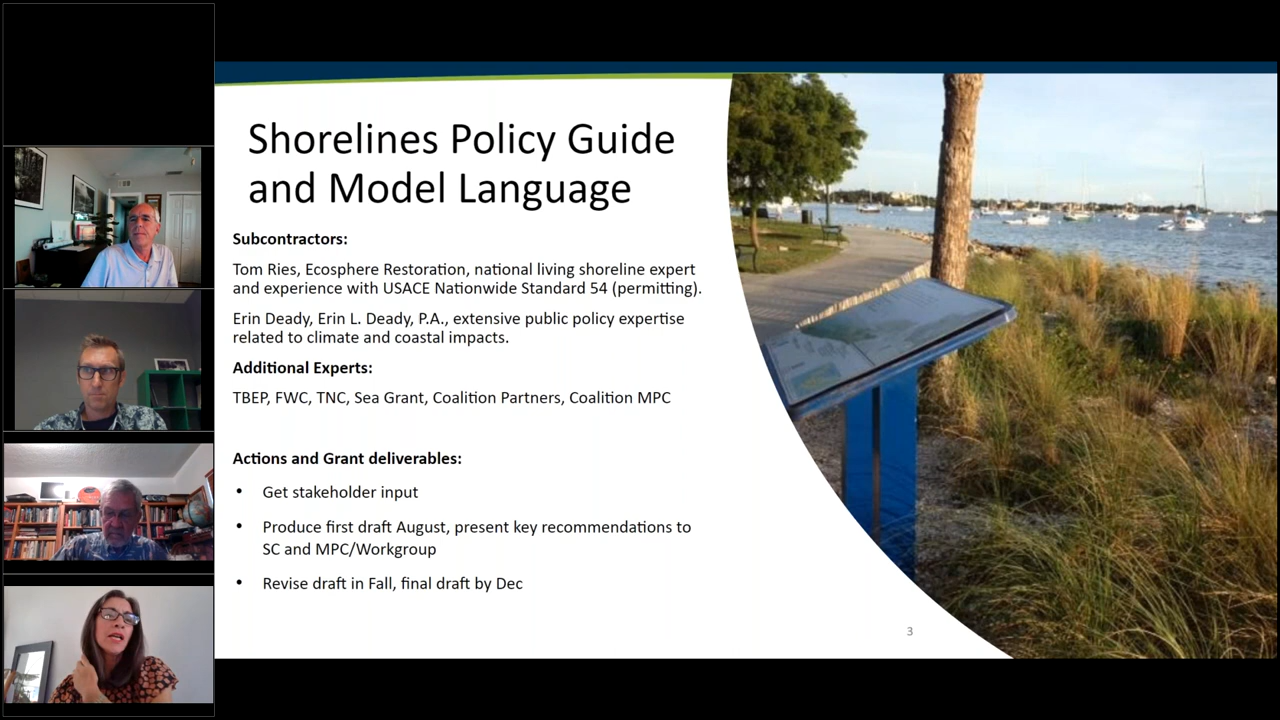 Shorelines Policy Guide
and Model Language
Subcontractors:
Tom Ries, Ecosphere Restoration, national living shoreline expert
and experience with USACE Nationwide Standard 54 (permitting).
Erin Deady, Erin L. Deady, P.A., extensive public policy expertise
related to climate and coastal impacts.
Additional Experts:
TBEP, FWC, TNC, Sea Grant, Coalition Partners, Coalition MPC
Actions and Grant deliverables:
• Get stakeholder input
• Produce first draft August, present key recommendations to
SC and MPC/Workgroup
• Revise draft in Fall, final draft by Dec
3